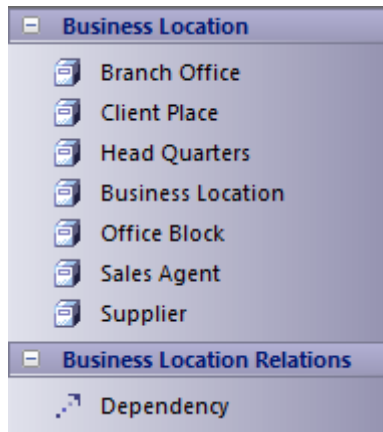 Business Location
Branch Office
Client Place
Head Quarters
Business Location
Office Block
Sales Agent
Supplier
Business Location Relations
Dependency